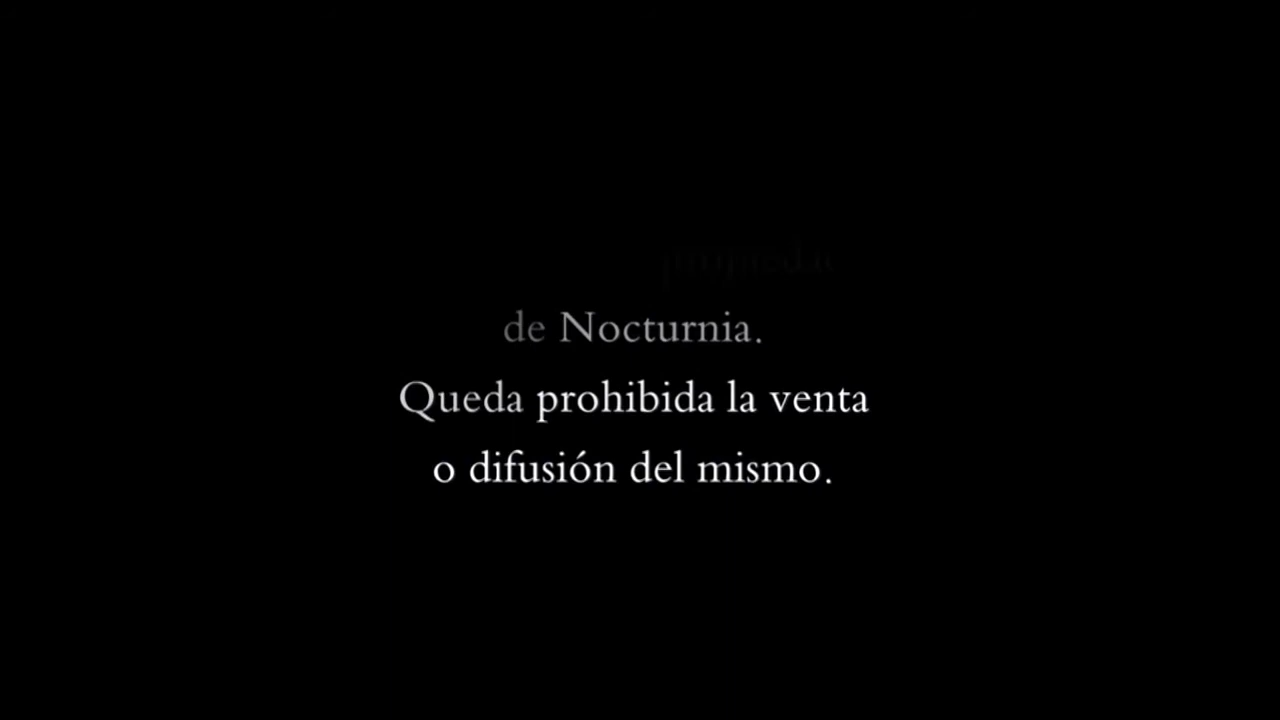 de Nocturnia.
Queda prohibida la venta
o difusión del mismo.